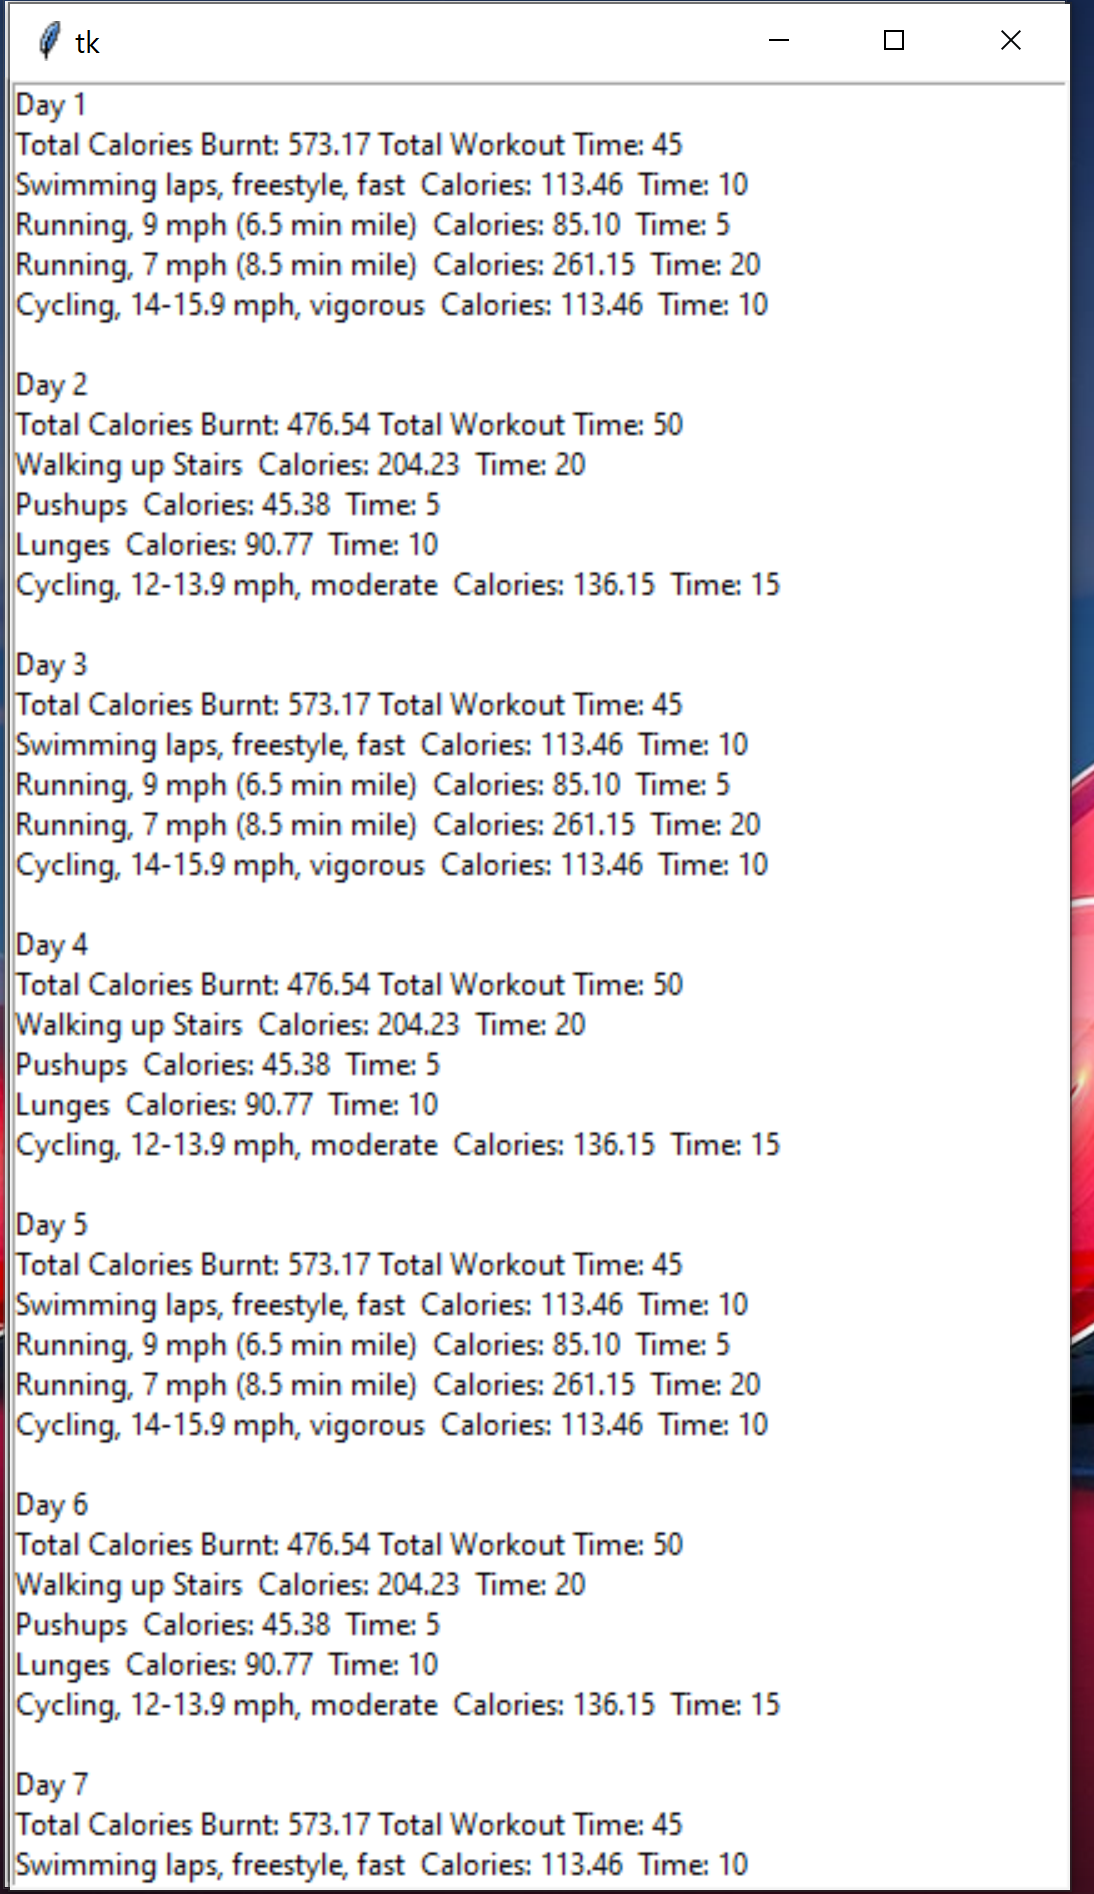 tk
Day 1
Total Calories Burnt: 573.17 Total Workout Time: 45
Swimming laps, freestyle, fast  Calories: 113.46  Time: 10
Running, 9 mph (6.5 min mile)  Calories: 85.10  Time: 5
Running, 7 mph (8.5 min mile)  Calories: 261.15  Time: 20
Cycling, 14-15.9 mph, vigorous  Calories: 113.46  Time: 10

Day 2
Total Calories Burnt: 476.54 Total Workout Time: 50
Walking up Stairs  Calories: 204.23  Time: 20
Pushups  Calories: 45.38  Time: 5
Lunges  Calories: 90.77  Time: 10
Cycling, 12-13.9 mph, moderate  Calories: 136.15  Time: 15

Day 3
Total Calories Burnt: 573.17 Total Workout Time: 45
Swimming laps, freestyle, fast  Calories: 113.46  Time: 10
Running, 9 mph (6.5 min mile)  Calories: 85.10  Time: 5
Running, 7 mph (8.5 min mile)  Calories: 261.15  Time: 20
Cycling, 14-15.9 mph, vigorous  Calories: 113.46  Time: 10

Day 4
Total Calories Burnt: 476.54 Total Workout Time: 50
Walking up Stairs  Calories: 204.23  Time: 20
Pushups  Calories: 45.38  Time: 5
Lunges  Calories: 90.77  Time: 10
Cycling, 12-13.9 mph, moderate  Calories: 136.15  Time: 15

Day 5
Total Calories Burnt: 573.17 Total Workout Time: 45
Swimming laps, freestyle, fast  Calories: 113.46  Time: 10
Running, 9 mph (6.5 min mile)  Calories: 85.10  Time: 5
Running, 7 mph (8.5 min mile)  Calories: 261.15  Time: 20
Cycling, 14-15.9 mph, vigorous  Calories: 113.46  Time: 10

Day 6
Total Calories Burnt: 476.54 Total Workout Time: 50
Walking up Stairs  Calories: 204.23  Time: 20
Pushups  Calories: 45.38  Time: 5
Lunges  Calories: 90.77  Time: 10
Cycling, 12-13.9 mph, moderate  Calories: 136.15  Time: 15

Day 7
Total Calories Burnt: 573.17 Total Workout Time: 45
Swimming laps, freestyle, fast  Calories: 113.46  Time: 10